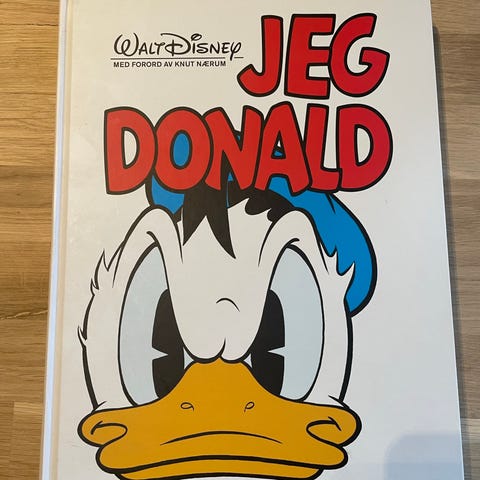 WALT DISNEY
MED FORORD AV KNUT NÆRUM
JEG
DONALD